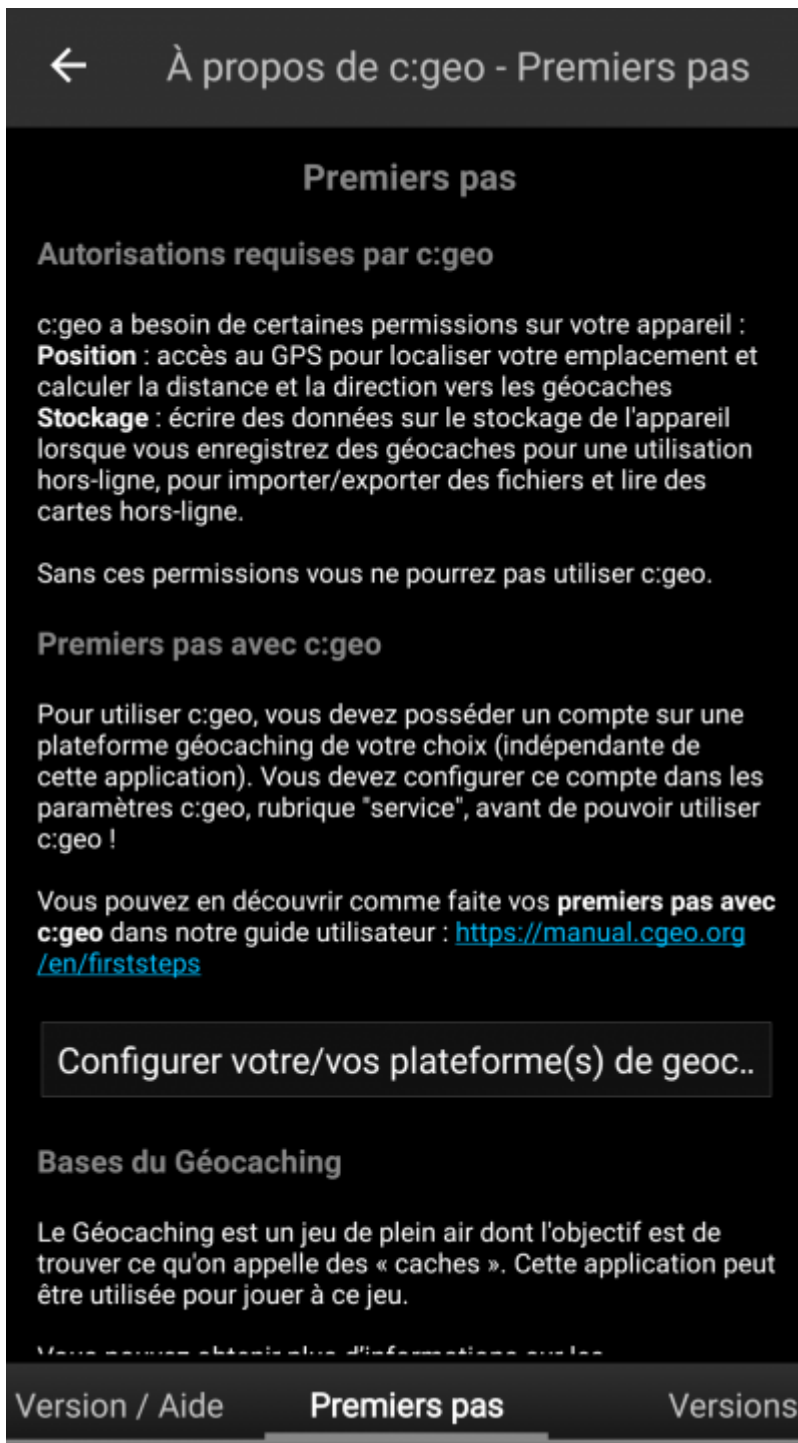 À propos de c:geo - Premiers pas
Premiers pas
Autorisations requises par c:geo
c:geo a besoin de certaines permissions sur votre appareil :
Position : accès au GPS pour localiser votre emplacement et
calculer la distance et la direction vers les géocaches
Stockage : écrire des données sur le stockage de l'appareil
lorsque vous enregistrez des géocaches pour une utilisation
hors-ligne, pour importer/exporter des fichiers et lire des
cartes hors-ligne.
Sans ces permissions vous ne pourrez pas utiliser c:geo.
Premiers pas avec c:geo
Pour utiliser c:geo, vous devez posséder un compte sur une
plateforme géocaching de votre choix (indépendante de
cette application). Vous devez configurer ce compte dans les
paramètres c:geo, rubrique "service", avant de pouvoir utiliser
c:geo !
Vous pouvez en découvrir comme faite vos premiers pas avec
c:geo dans notre guide utilisateur : https://manual.cgeo.org
/en/firststeps
Configurer votre/vos plateforme(s) de geoc..
Bases du Géocaching
Le Géocaching est un jeu de plein air dont l'objectif est de
trouver ce qu'on appelle des « caches ». Cette application peut
être utilisée pour jouer à ce jeu.
Vous pouvez obtenir plus d'informations sur les
Version / Aide Premiers pas Versions